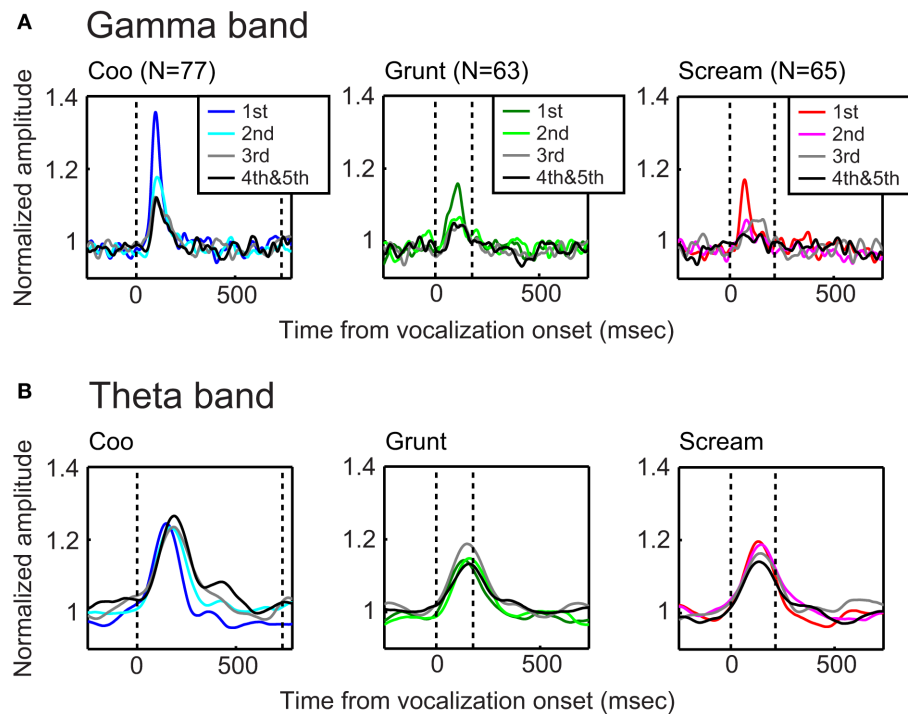 A Gamma band
Coo (N=77) Grunt (N=63) Scream (N=65)
Normalized amplitude
1.4 1.4 1.4
1.2 1.2 1.2
1 1 1
1st 1st 1st
2nd 2nd 2nd
3rd 3rd 3rd
4th&5th 4th&5th 4th&5th
0 500 0 500 0 500
Time from vocalization onset (msec)
B Theta band
Coo Grunt Scream
Normalized amplitude
1.4 1.4 1.4
1.2 1.2 1.2
1 1 1
0 500 0 500 0 500
Time from vocalization onset (msec)